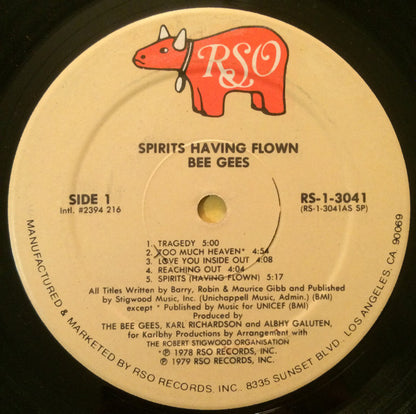 RSO
SPIRITS HAVING FLOWN
BEE GEES
SIDE 1
Intl. #2394 216
RS-1-3041
(RS-1-3041AS SP)
1. TRAGEDY 5:00
2. TOO MUCH HEAVEN* 4:54
3. LOVE YOU INSIDE OUT 4:08
4. REACHING OUT 4:04
5. SPIRITS (HAVING FLOWN) 5:17
All Titles Written by Barry, Robin & Maurice Gibb and Published
by Stigwood Music, Inc. (Unichappell Music, Admin.) (BMI)
except * Published by Music for UNICEF (BMI)
Produced by
THE BEE GEES, KARL RICHARDSON and ALBHY GALUTEN,
for Karlbhy Productions by Arrangement with
THE ROBERT STIGWOOD ORGANISATION
*℗ 1978 RSO RECORDS, INC.
℗ 1979 RSO RECORDS, INC.
MANUFACTURED & MARKETED BY RSO RECORDS, INC., 8335 SUNSET BLVD., LOS ANGELES, CA. 90069